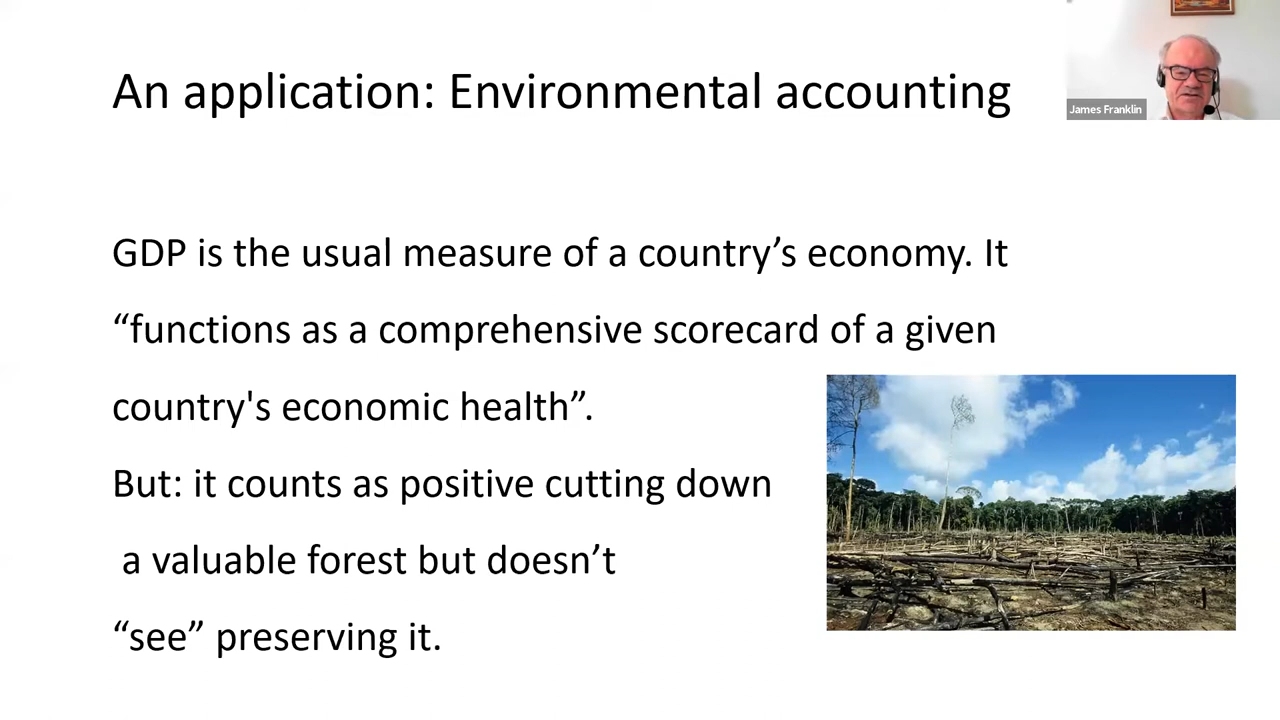 An application: Environmental accounting
James Franklin
GDP is the usual measure of a country’s economy. It
“functions as a comprehensive scorecard of a given
country's economic health”.
But: it counts as positive cutting down
a valuable forest but doesn’t
“see” preserving it.